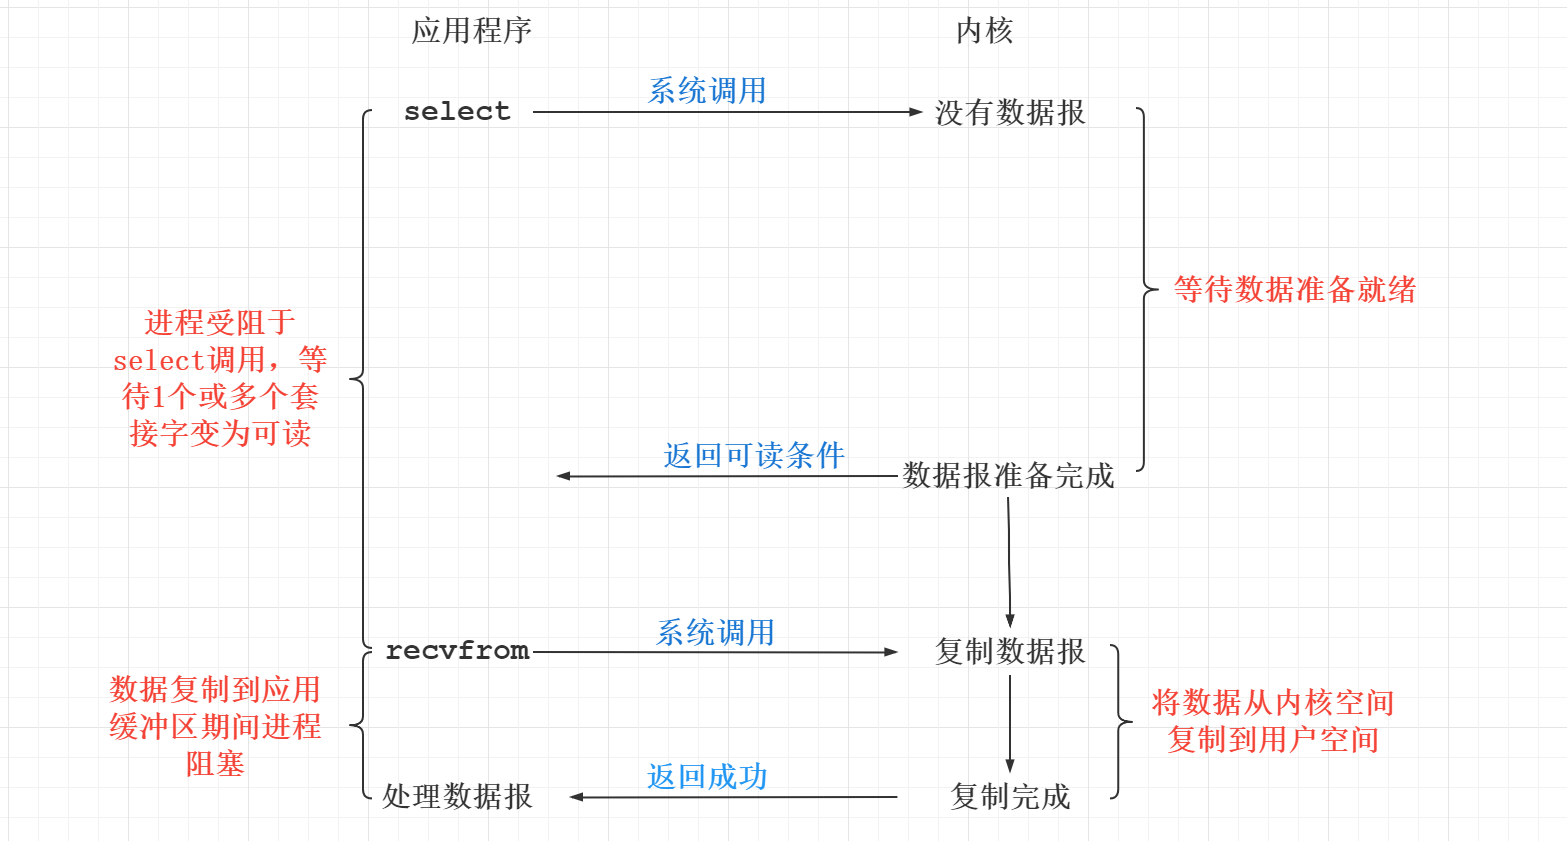 应用程序
内核
系统调用
select
没有数据报
等待数据准备就绪
进程受阻于
select调用，等
待1个或多个套
接字变为可读
返回可读条件
数据报准备完成
系统调用
recvfrom
复制数据报
数据复制到应用
缓冲区期间进程
阻塞
将数据从内核空间
复制到用户空间
返回成功
处理数据报
复制完成